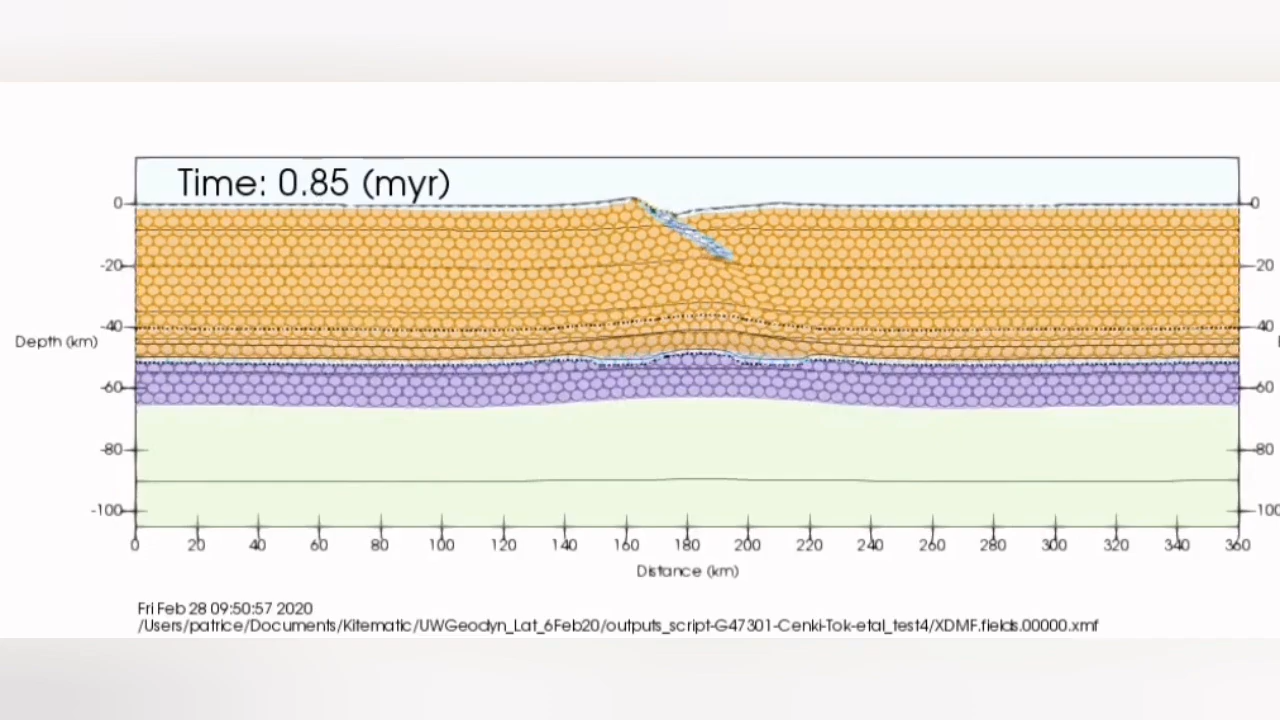 Time: 0.85 (myr)
0 0
-20 -20
-40 -40
Depth (km)
-60 -60
-80 -80
-100 -100
0 20 40 60 80 100 120 140 160 180 200 220 240 260 280 300 320 340 360
Distance (km)
Fri Feb 28 09:50:57 2020
/Users/patrice/Documents/Kitematic/UWGeodyn_Lat_6Feb20/outputs_script-G47301-Cenki-Tok-etal_test4/XDMF.fields.00000.xmf